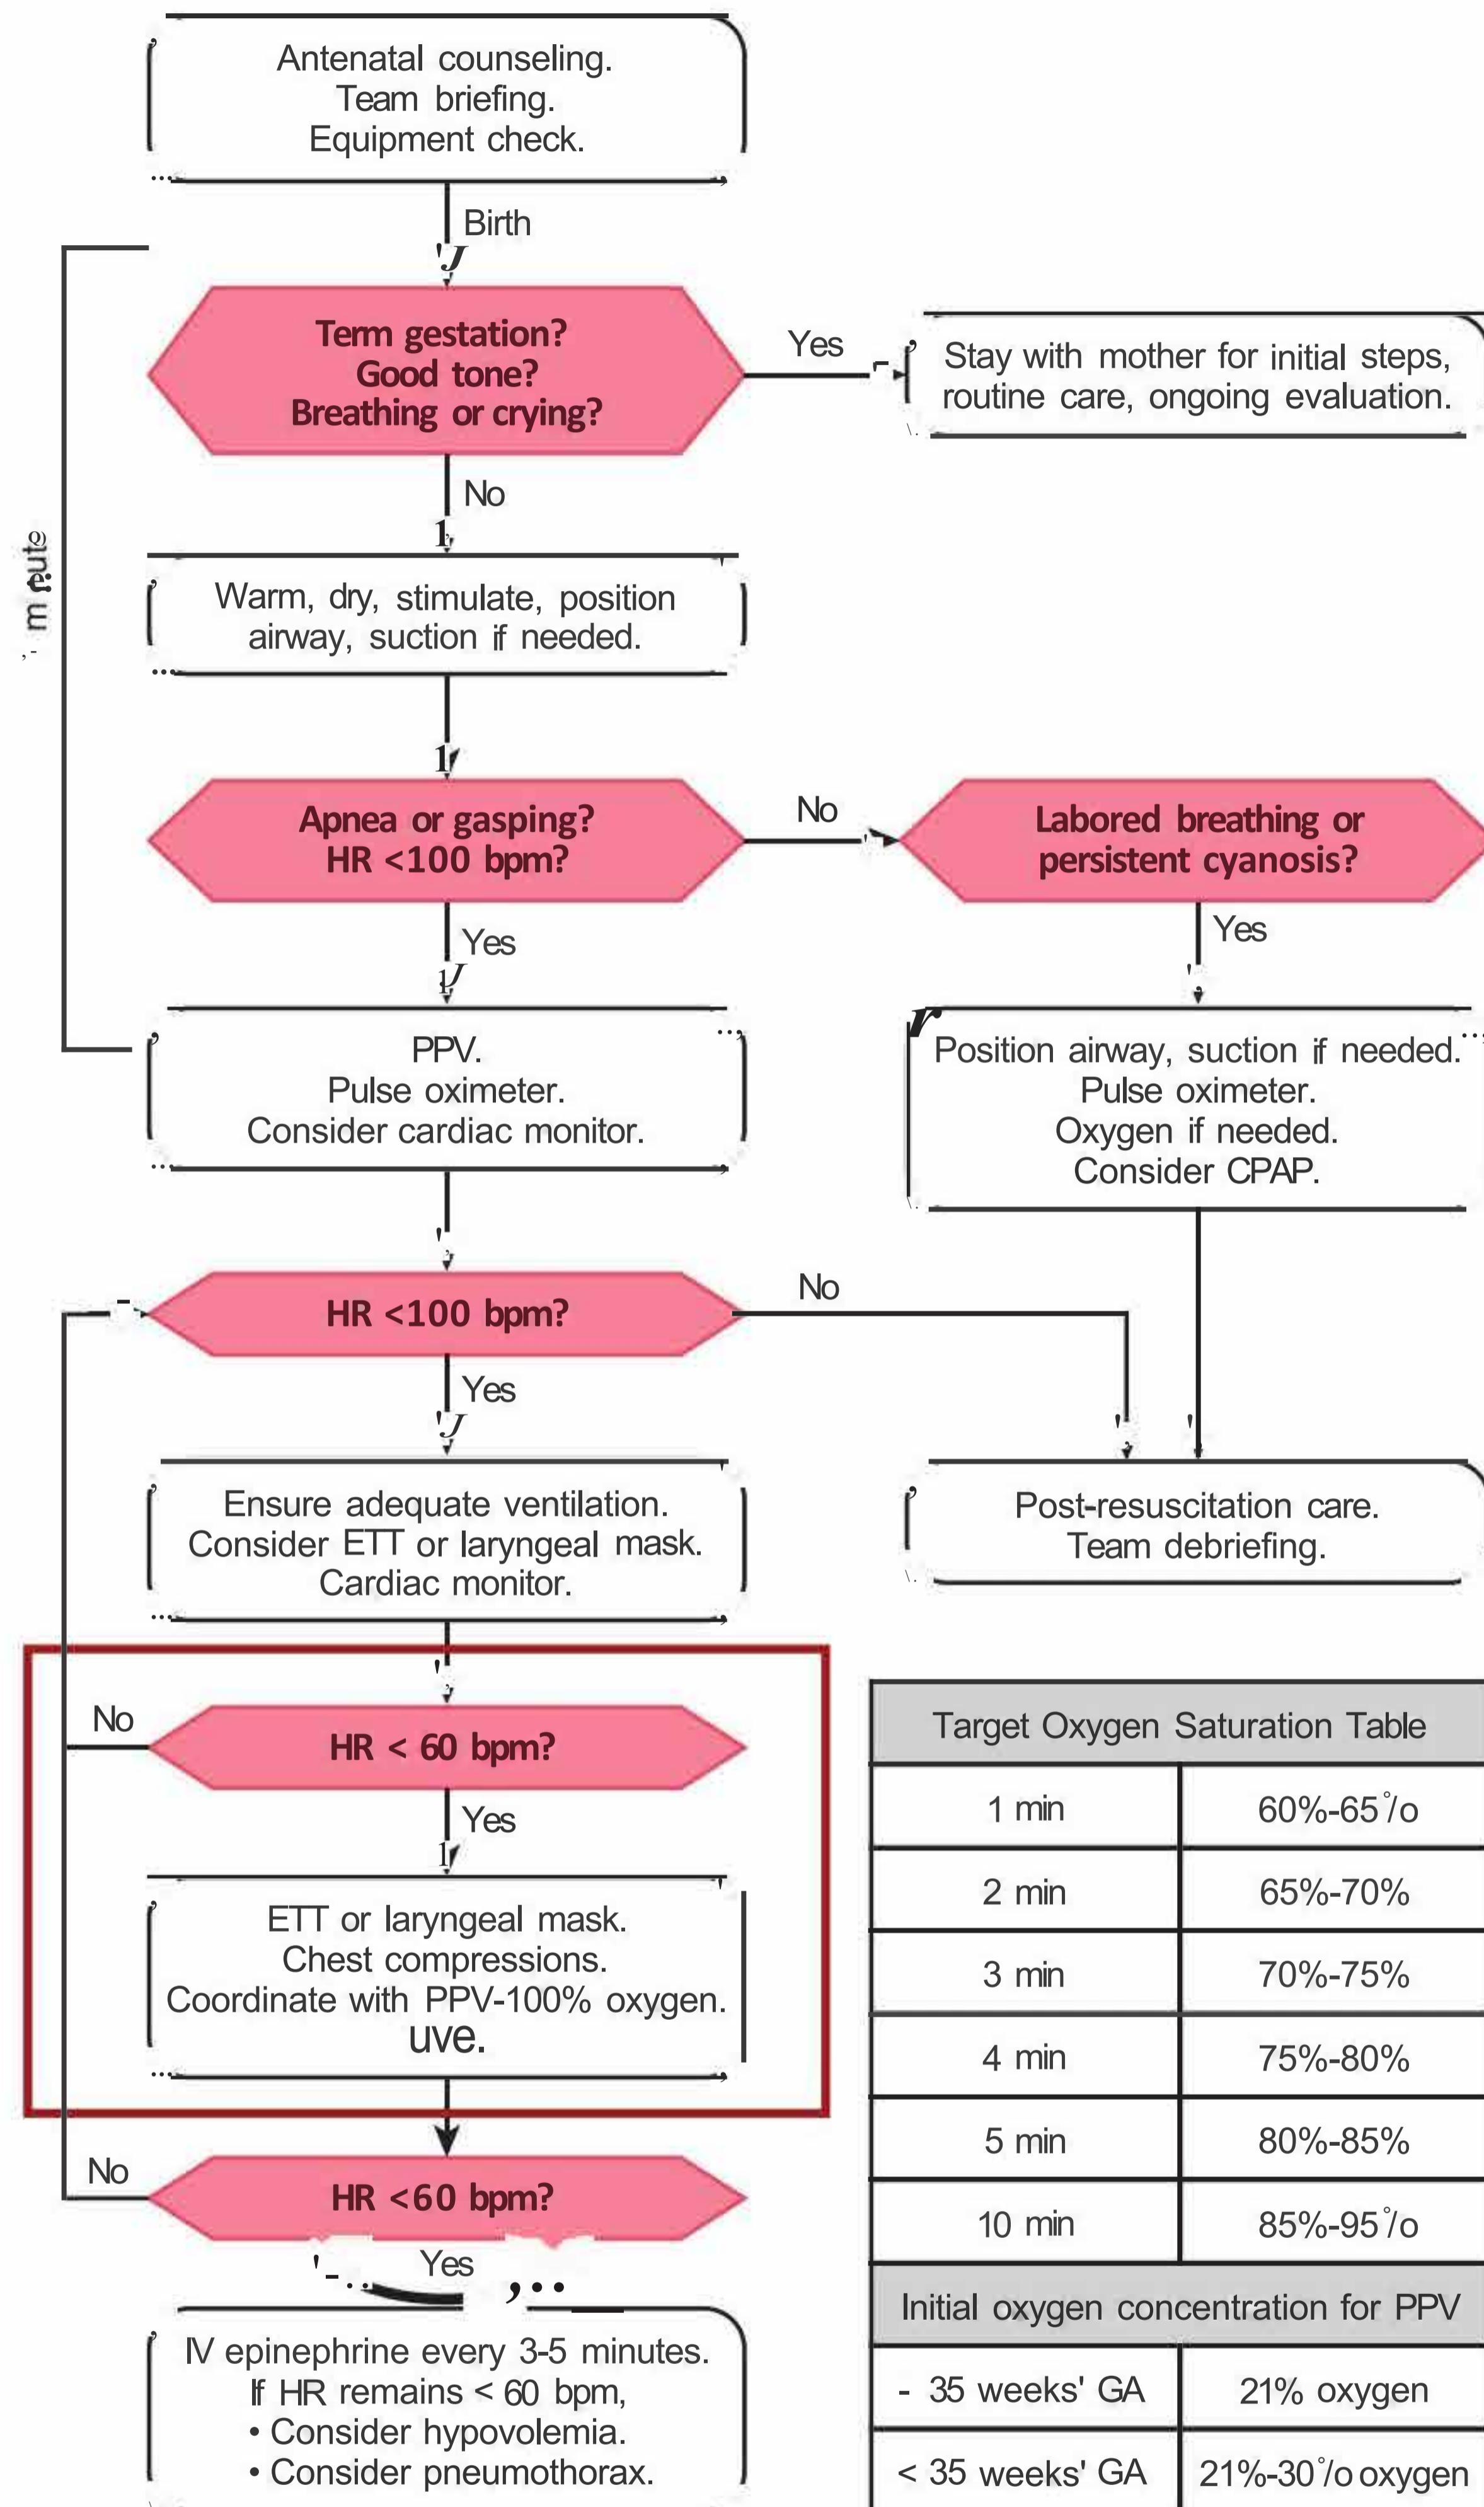 Antenatal counseling.
Team briefing.
Equipment check.
Birth
Term gestation?
Good tone?
Breathing or crying?
Yes
Stay with mother for initial steps,
routine care, ongoing evaluation.
No
Warm, dry, stimulate, position
airway, suction if needed.
Apnea or gasping?
HR <100 bpm?
No
Labored breathing or
persistent cyanosis?
Yes
Yes
PPV.
Pulse oximeter.
Consider cardiac monitor.
Position airway, suction if needed.
Pulse oximeter.
Oxygen if needed.
Consider CPAP.
HR <100 bpm?
No
Yes
Ensure adequate ventilation.
Consider ETT or laryngeal mask.
Cardiac monitor.
Post-resuscitation care.
Team debriefing.
No
HR < 60 bpm?
Yes
ETT or laryngeal mask.
Chest compressions.
Coordinate with PPV-100% oxygen.
uve.
No
HR <60 bpm?
Yes
IV epinephrine every 3-5 minutes.
If HR remains < 60 bpm,
• Consider hypovolemia.
• Consider pneumothorax.
Target Oxygen Saturation Table
1 min 60%-65°/o
2 min 65%-70%
3 min 70%-75%
4 min 75%-80%
5 min 80%-85%
10 min 85%-95°/o
Initial oxygen concentration for PPV
- 35 weeks' GA 21% oxygen
< 35 weeks' GA 21%-30°/o oxygen